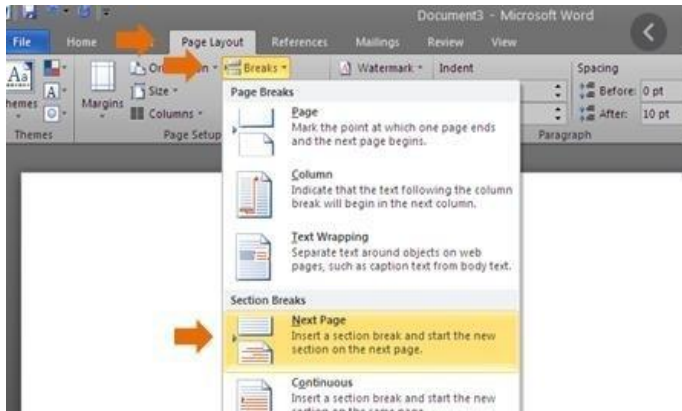 Document3 - Microsoft Word
File Home Page Layout References Mailings Review View
Breaks Watermark Indent Spacing
Size Before: 0 pt
Margins Columns After: 10 pt
Themes Page Setup Paragraph
Page Breaks
Page
Mark the point at which one page ends
and the next page begins.
Column
Indicate that the text following the column
break will begin in the next column.
Text Wrapping
Separate text around objects on web
pages, such as caption text from body text.
Section Breaks
Next Page
Insert a section break and start the new
section on the next page.
Continuous
Insert a section break and start the new
section on the same page.